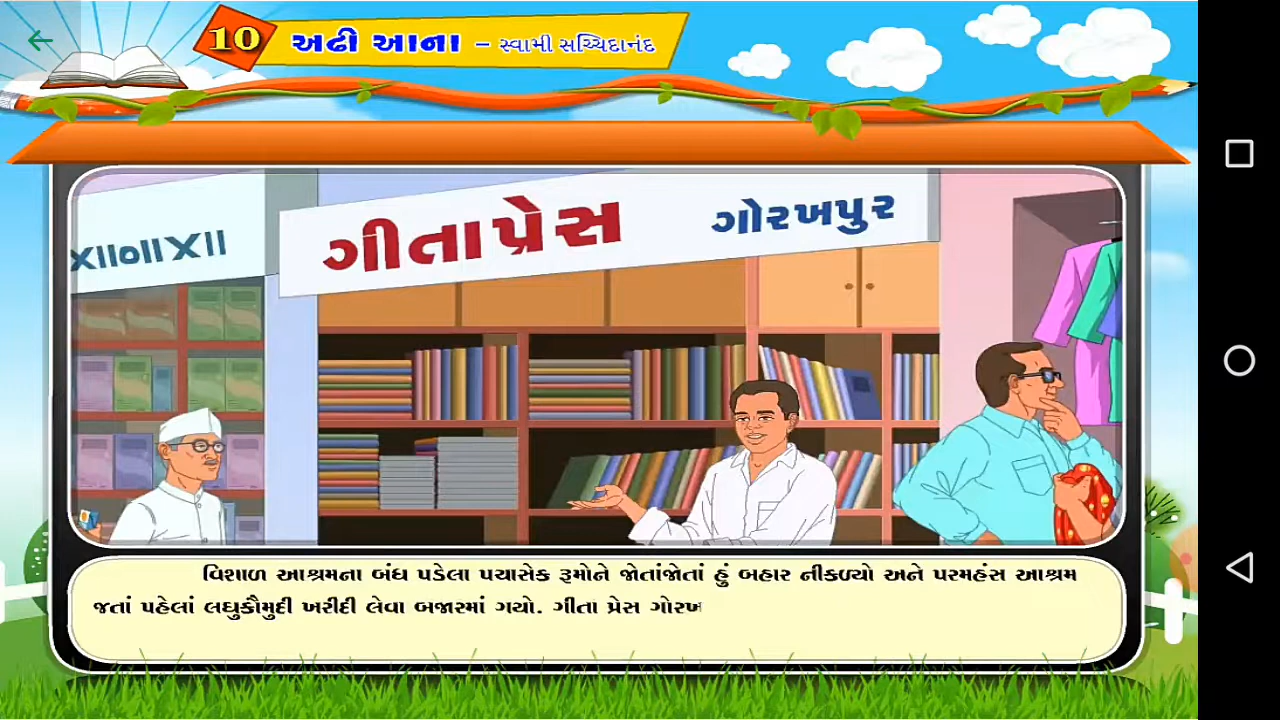 10 અઢી આના – સ્વામી સચ્ચિદાનંદ
ગીતાપ્રેસ ગોરખપુર
વિશાળ આશ્રમના બંધ પડેલા પચાસેક રૂમોને જોતાંજોતાં હું બહાર નીકળ્યો અને પરમહંસ આશ્રમ
જતાં પહેલાં લઘુકૌમુદી ખરીદી લેવા બજારમાં ગયો. ગીતા પ્રેસ ગોરખ